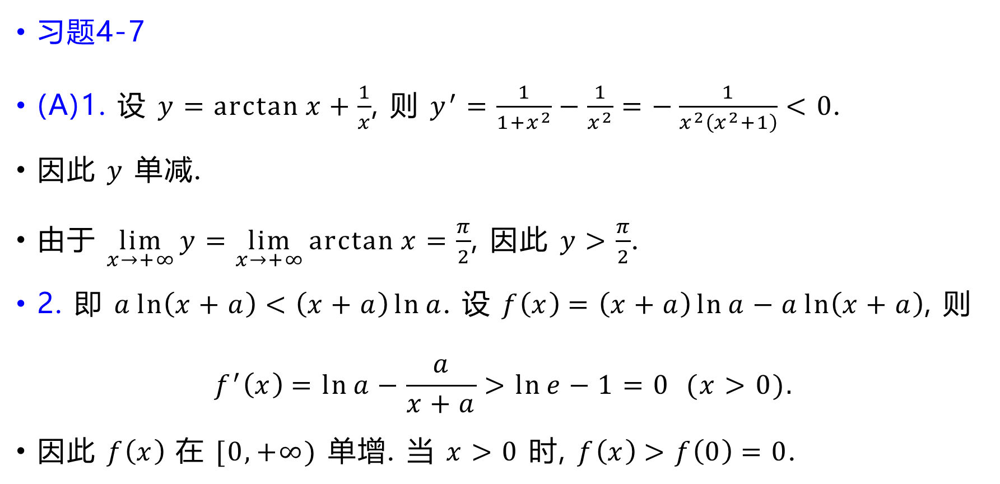 • 习题4-7
• (A)1. 设 $y = \arctan x + \frac{1}{x}$, 则 $y' = \frac{1}{1+x^2} - \frac{1}{x^2} = -\frac{1}{x^2(x^2+1)} < 0.$
• 因此 $y$ 单减.
• 由于 $\lim\limits_{x\to+\infty} y = \lim\limits_{x\to+\infty} \arctan x = \frac{\pi}{2}$, 因此 $y > \frac{\pi}{2}$.
• 2. 即 $a \ln(x + a) < (x + a) \ln a$. 设 $f(x) = (x + a) \ln a - a \ln(x + a)$, 则
$f'(x) = \ln a - \frac{a}{x + a} > \ln e - 1 = 0 \ (x > 0).$
• 因此 $f(x)$ 在 $[0, +\infty)$ 单增. 当 $x > 0$ 时, $f(x) > f(0) = 0.$